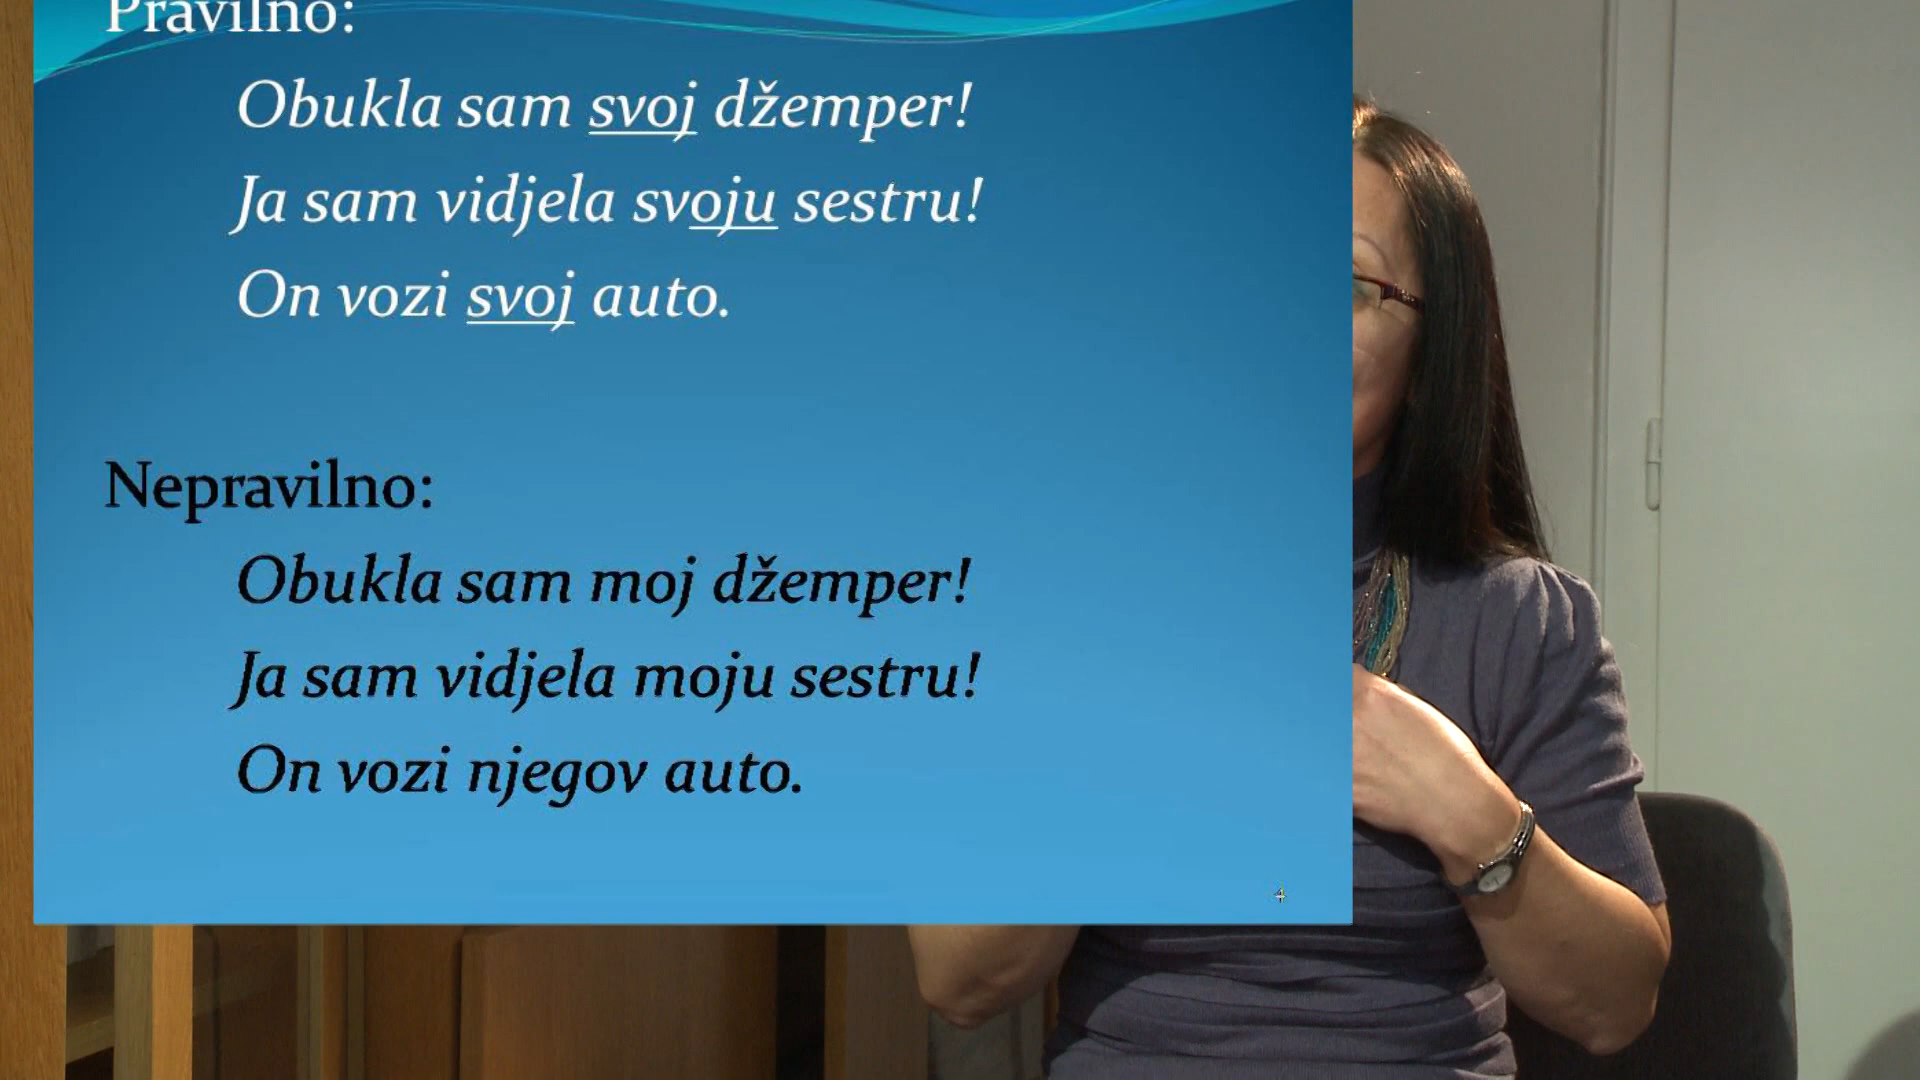 Pravilno:
Obukla sam svoj džemper!
Ja sam vidjela svoju sestru!
On vozi svoj auto.
Nepravilno:
Obukla sam moj džemper!
Ja sam vidjela moju sestru!
On vozi njegov auto.
4